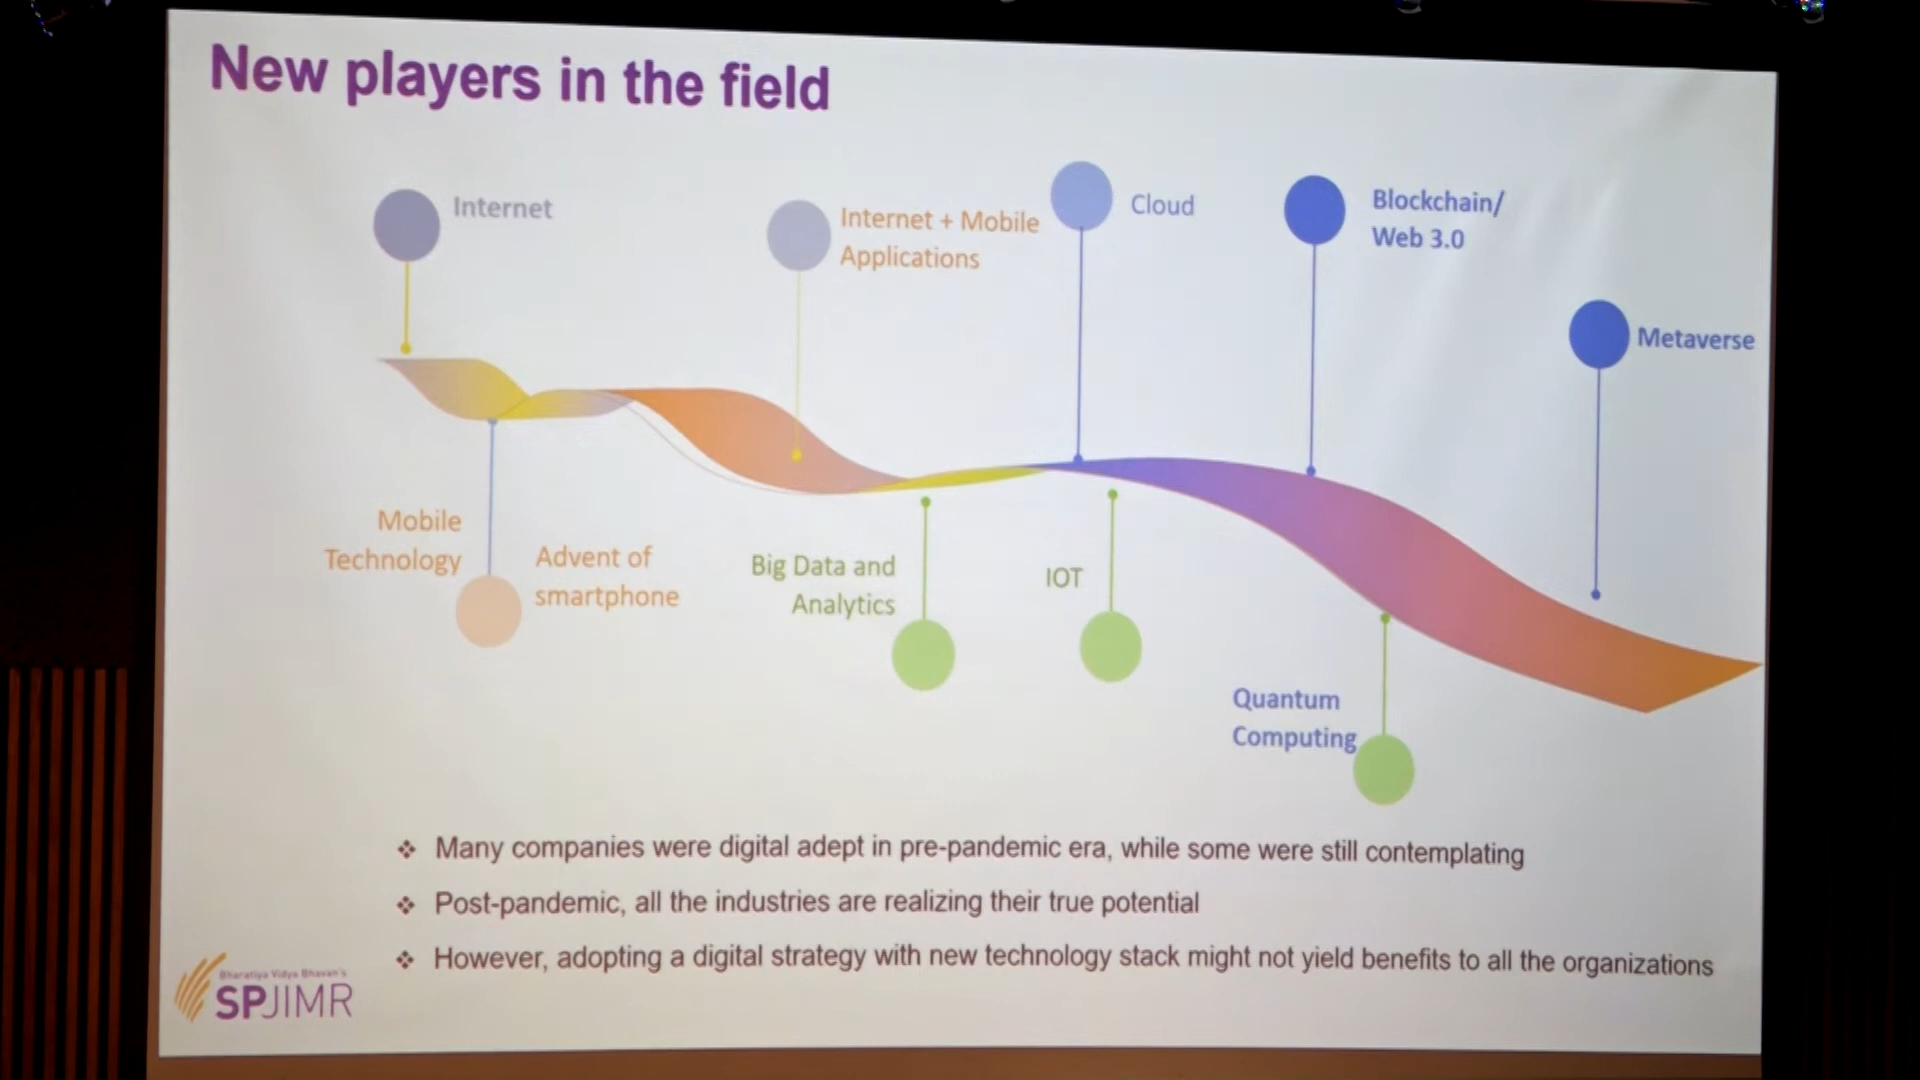 New players in the field
Internet
Internet + Mobile
Applications
Cloud
Blockchain/
Web 3.0
Metaverse
Mobile
Technology
Advent of
smartphone
Big Data and
Analytics
IOT
Quantum
Computing
❖ Many companies were digital adept in pre-pandemic era, while some were still contemplating
❖ Post-pandemic, all the industries are realizing their true potential
❖ However, adopting a digital strategy with new technology stack might not yield benefits to all the organizations
Bharatiya Vidya Bhavan's
SPJIMR